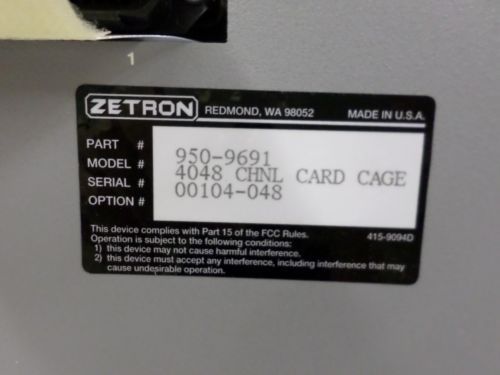 1
ZETRON REDMOND, WA 98052 MADE IN U.S.A.
PART # 950-9691
MODEL # 4048 CHNL CARD CAGE
SERIAL # 00104-048
OPTION #
This device complies with Part 15 of the FCC Rules. 415-9094D
Operation is subject to the following conditions:
1) this device may not cause harmful interference.
2) this device must accept any interference, including interference that may
cause undesirable operation.